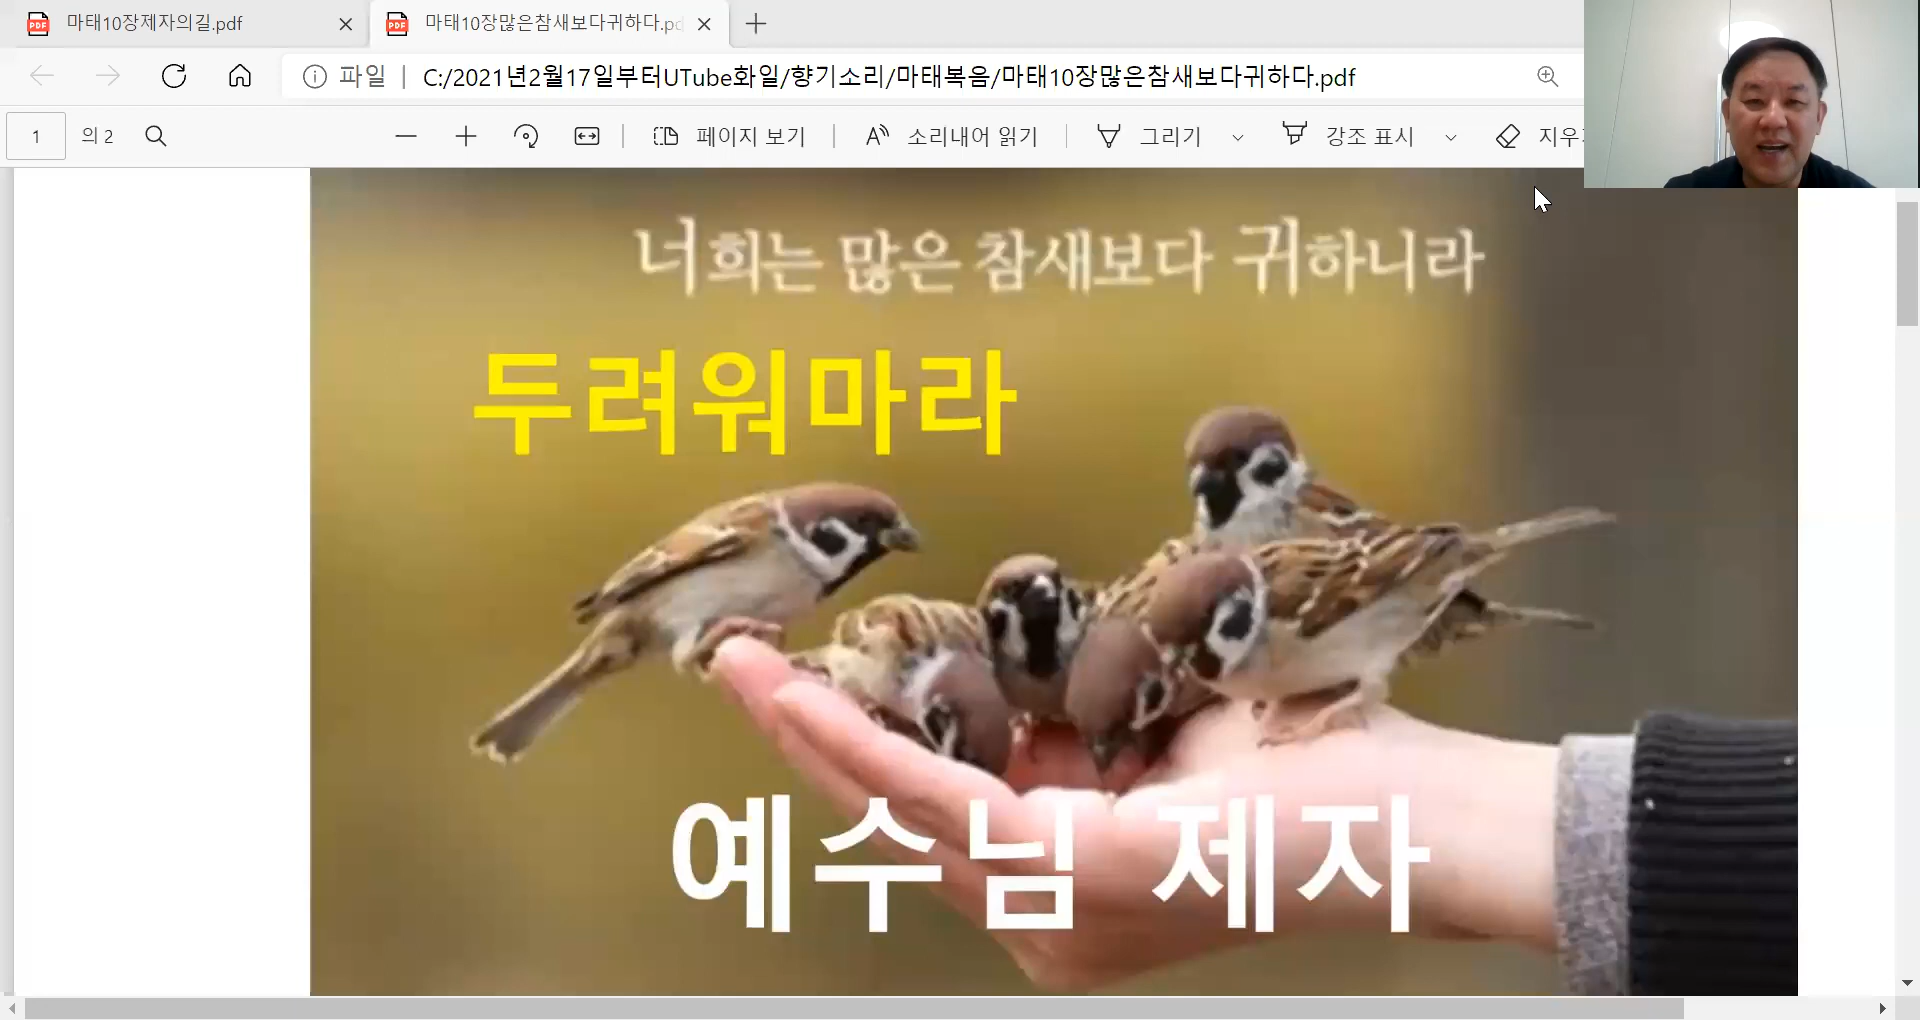 마태10장제자의길.pdf
마태10장많은참새보다귀하다.pd
파일 | C:/2021년2월17일부터UTube화일/향기소리/마태복음/마태10장많은참새보다귀하다.pdf
1 의 2 페이지 보기 소리내어 읽기 그리기 강조 표시 지우
너희는 많은 참새보다 귀하니라
두려워마라
예수님 제자